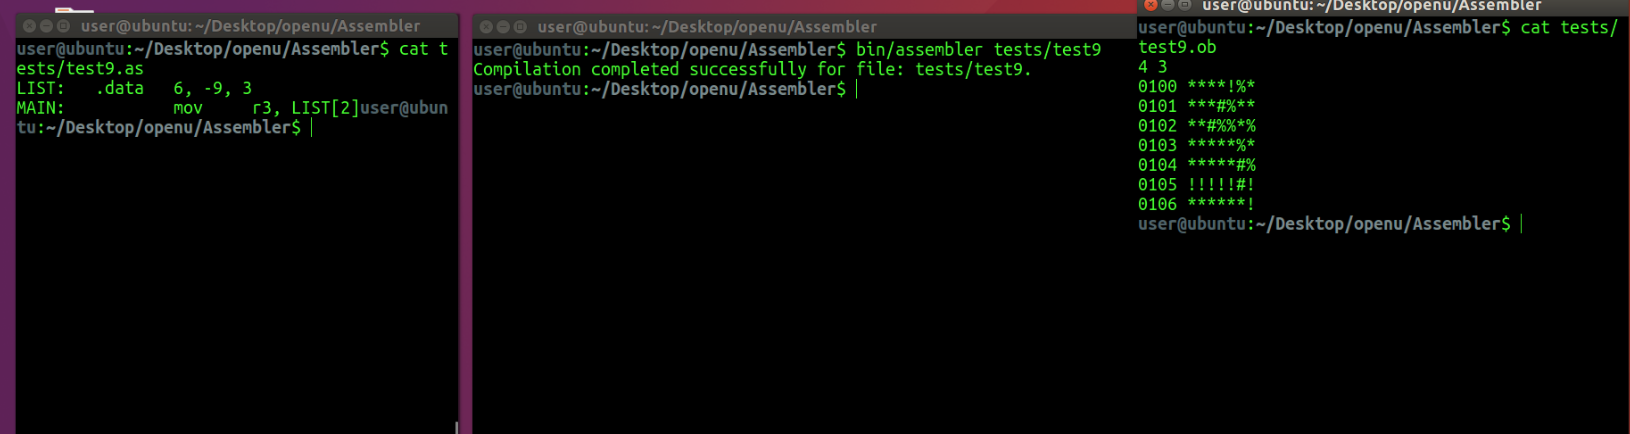 user@ubuntu: ~/Desktop/openu/Assembler
user@ubuntu:~/Desktop/openu/Assembler$ cat t
ests/test9.as
LIST: .data 6, -9, 3
MAIN: mov r3, LIST[2]user@ubun
tu:~/Desktop/openu/Assembler$
user@ubuntu: ~/Desktop/openu/Assembler
user@ubuntu:~/Desktop/openu/Assembler$ bin/assembler tests/test9
Compilation completed successfully for file: tests/test9.
user@ubuntu:~/Desktop/openu/Assembler$
user@ubuntu: ~/Desktop/openu/Assembler
user@ubuntu:~/Desktop/openu/Assembler$ cat tests/
test9.ob
4 3
0100 ****!%*
0101 ***#%**
0102 **#%%*%
0103 *****%*
0104 *****#%
0105 !!!!!#!
0106 ******!
user@ubuntu:~/Desktop/openu/Assembler$